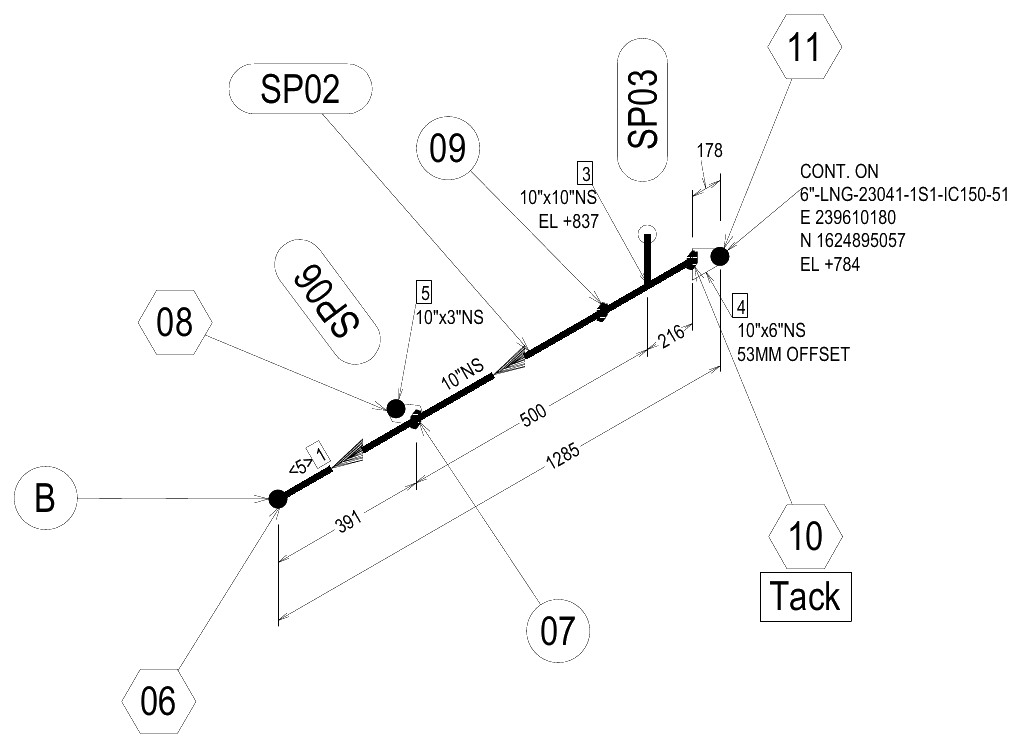 11
SP03
SP02
09
178
3
10"x10"NS
EL +837
CONT. ON
6"-LNG-23041-1S1-IC150-51
E 239610180
N 1624895057
EL +784
SP06
5
10"x3"NS
08
4
10"x6"NS
53MM OFFSET
216
10"NS
500
1285
<5> 1
B
391
10
Tack
07
06